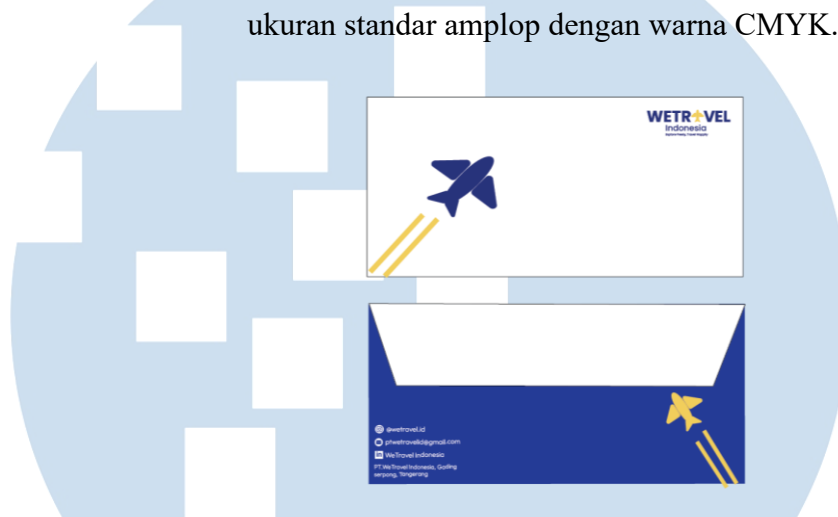 ukuran standar amplop dengan warna CMYK.
WETRAVEL
Indonesia
@wetravel.id
ptwetravelid@gmail.com
WeTravel Indonesia
PT.WeTravel Indonesia, Gading
serpong, Tangerang